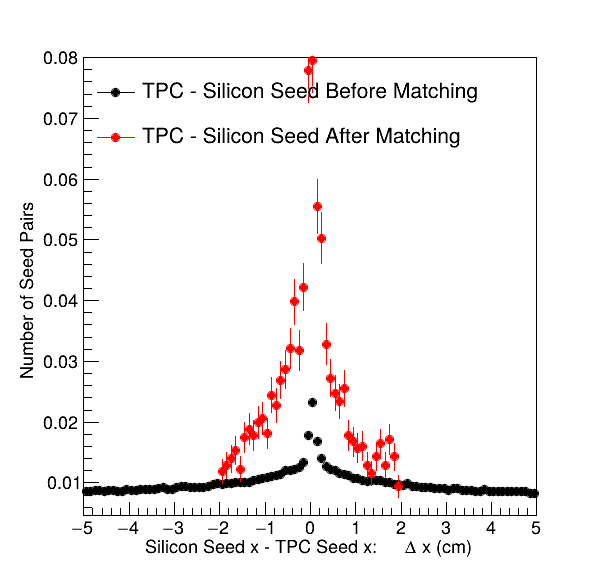 0.08
TPC - Silicon Seed Before Matching
0.07
TPC - Silicon Seed After Matching
0.06
0.05
0.04
0.03
0.02
0.01
Number of Seed Pairs
−5 −4 −3 −2 −1 0 1 2 3 4 5
Silicon Seed x - TPC Seed x: Δ x (cm)